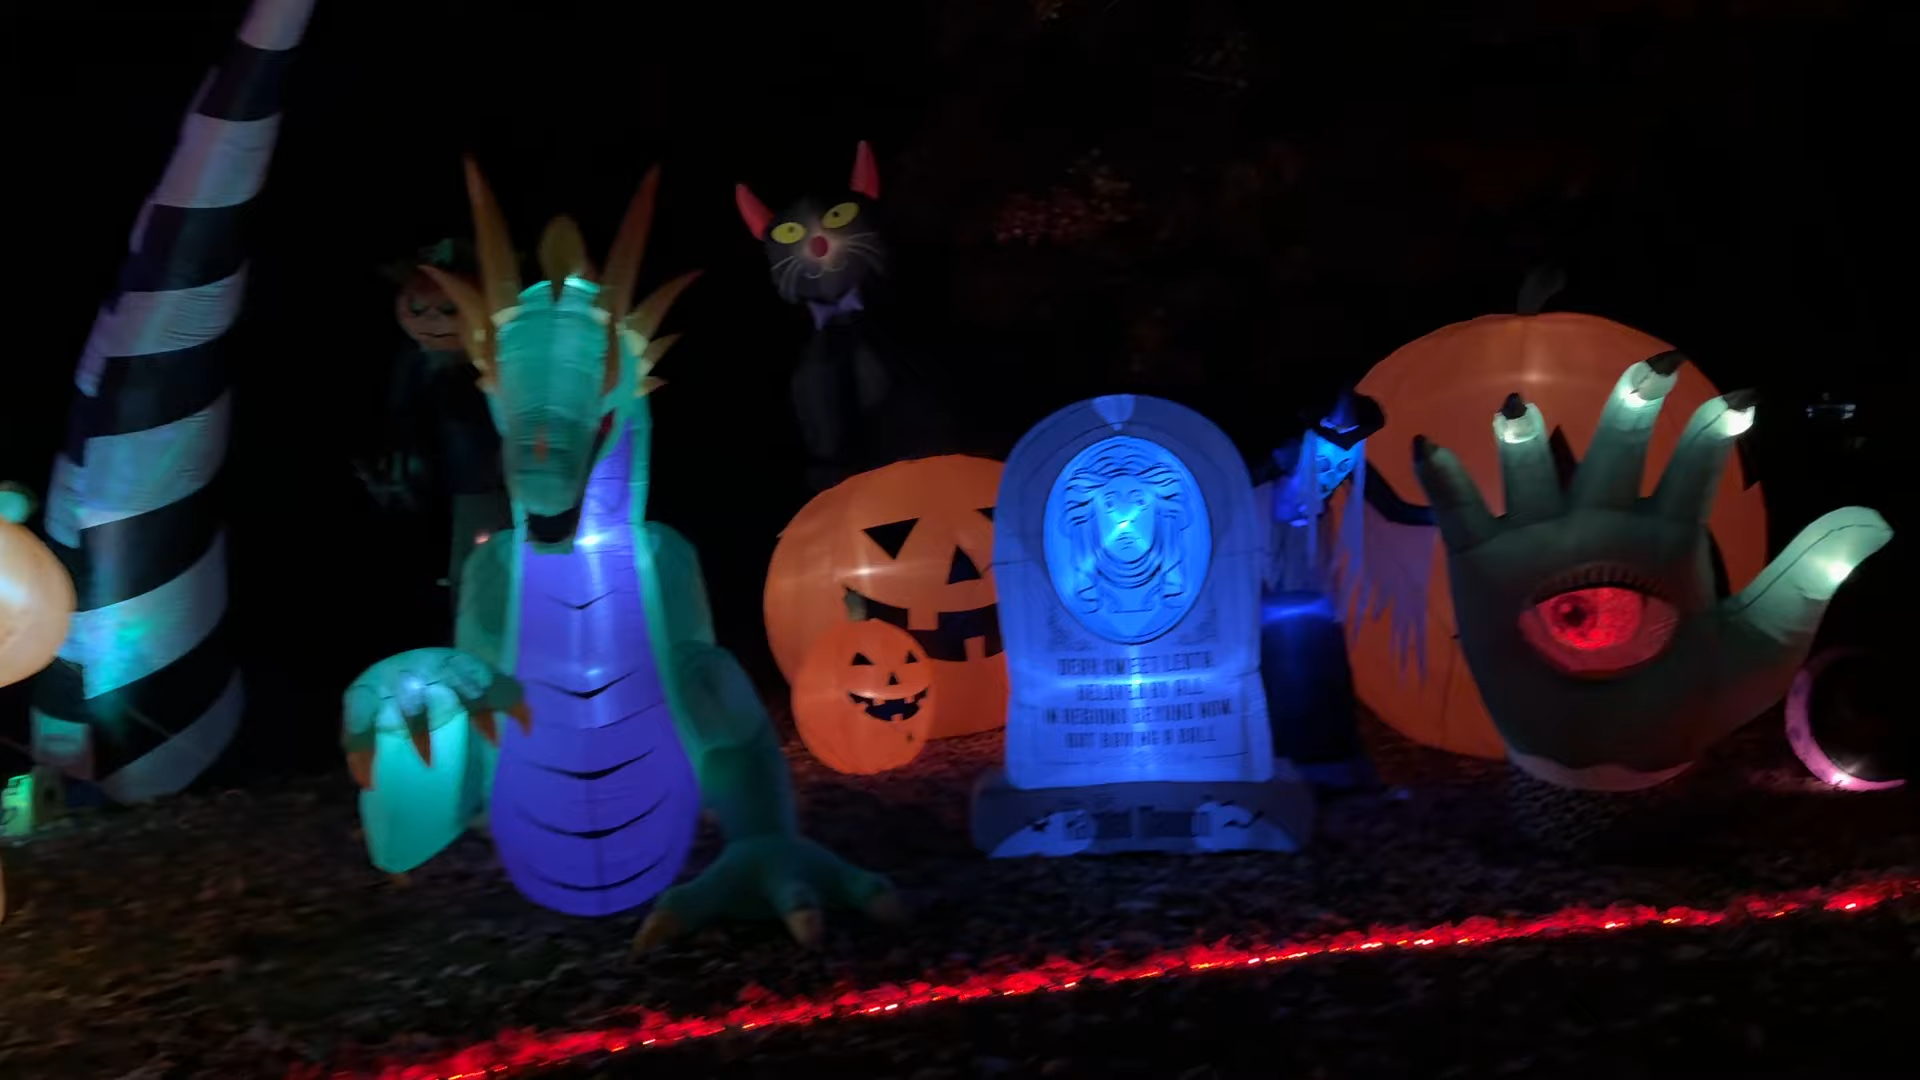 DEAR SWEET LEOTA
BELOVED BY ALL
IN REGIONS BEYOND NOW
BUT HAVING A BALL